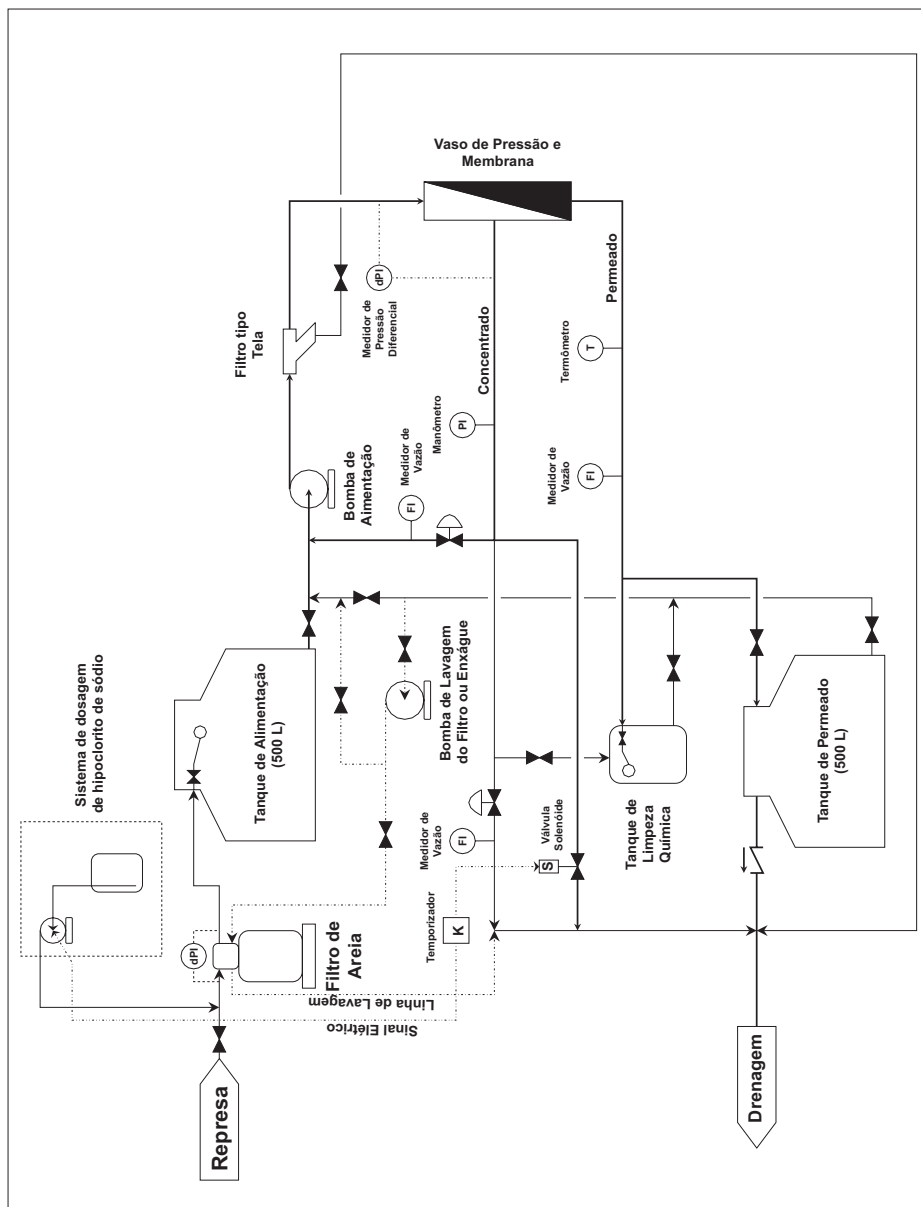 Vaso de Pressão e
Membrana
Filtro tipo
Tela
dPI
Medidor de
Pressão
Diferencial
Concentrado
Permeado
Manômetro
PI
Termômetro
T
Bomba de
Aimentação
Medidor de
Vazão
FI
Medidor de
Vazão
FI
Sistema de dosagem
de hipoclorito de sódio
Tanque de Alimentação
(500 L)
Bomba de Lavagem
do Filtro ou Enxágue
Medidor de
Vazão
FI
Válvula
Solenóide
S
Tanque de
Limpeza
Química
Tanque de Permeado
(500 L)
dPI
Filtro de
Areia
Temporizador
K
Linha de Lavagem
Sinal Elétrico
Represa
Drenagem